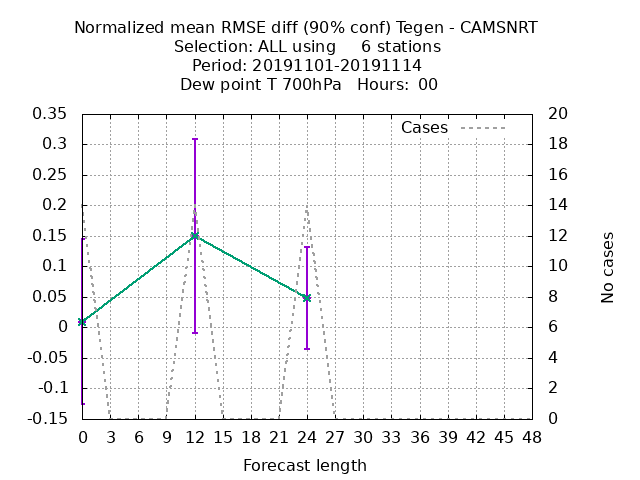 Normalized mean RMSE diff (90% conf) Tegen - CAMSNRT
Selection: ALL using     6 stations
Period: 20191101-20191114
Dew point T 700hPa   Hours:  00
Cases
0.35
0.3
0.25
0.2
0.15
0.1
0.05
0
-0.05
-0.1
-0.15
20
18
16
14
12
10
8
6
4
2
0
No cases
0 3 6 9 12 15 18 21 24 27 30 33 36 39 42 45 48
Forecast length